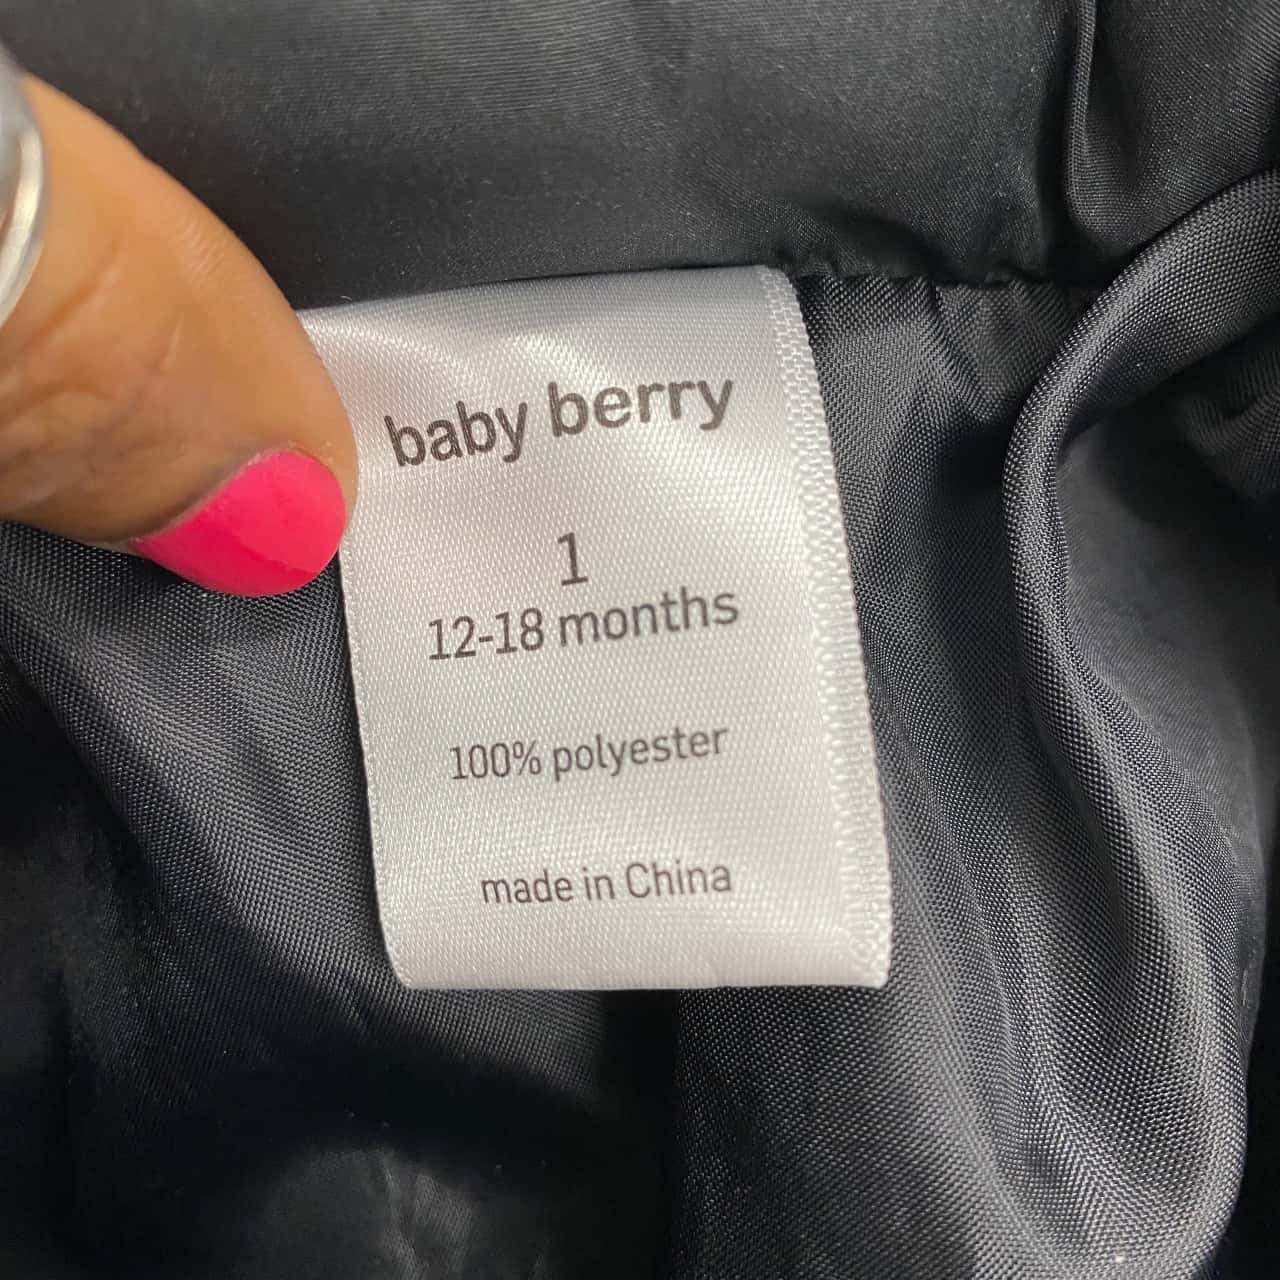 baby berry
1
12-18 months
100% polyester
made in China